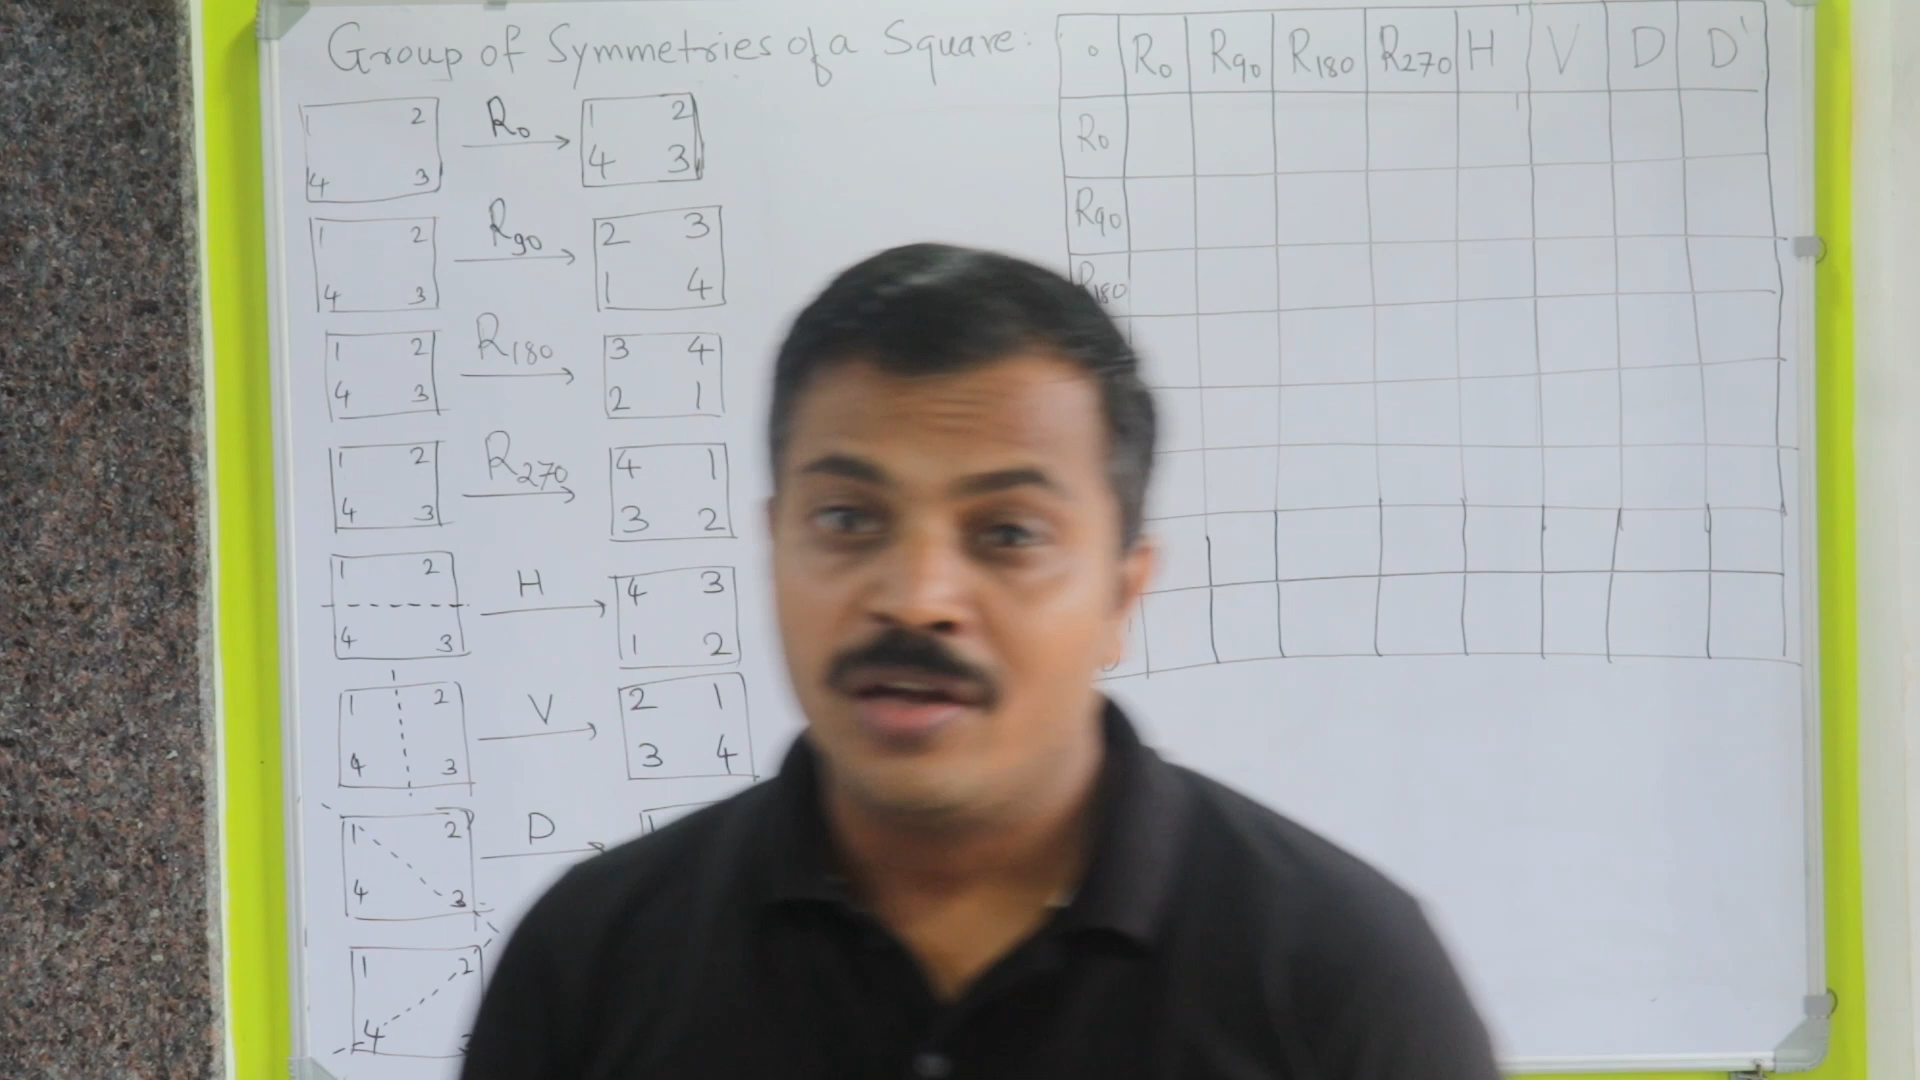 Group of Symmetries of a Square:
1 2 R₀ 1 2
4 3 4 3
1 2 R₉₀ 2 3
4 3 1 4
1 2 R₁₈₀ 3 4
4 3 2 1
1 2 R₂₇₀ 4 1
4 3 3 2
1 2 H 4 3
4 3 1 2
1 2 V 2 1
4 3 3 4
1 2 D 1
4 3
1 2
4
∘ R₀ R₉₀ R₁₈₀ R₂₇₀ H V D D'
R₀
R₉₀
R₁₈₀